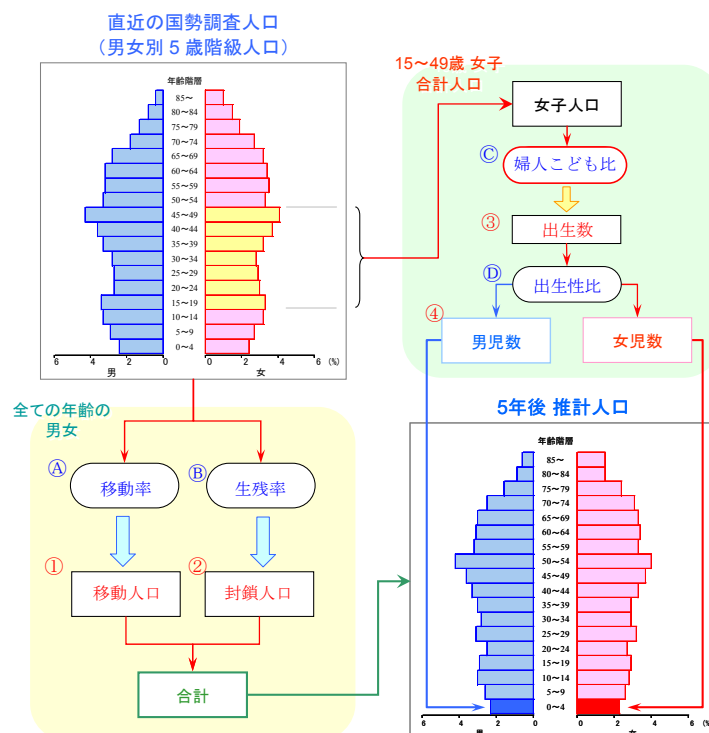 直近の国勢調査人口
（男女別 5 歳階級人口）
年齢階層
85～
80～84
75～79
70～74
65～69
60～64
55～59
50～54
45～49
40～44
35～39
30～34
25～29
20～24
15～19
10～14
5～9
0～4
6 4 2 0
男
0 2 4 6 (%)
女
15～49歳 女子
合計人口
女子人口
Ⓒ
婦人こども比
③
出生数
Ⓓ
出生性比
④
男児数
女児数
全ての年齢の
男女
Ⓐ
移動率
Ⓑ
生残率
①
移動人口
②
封鎖人口
合計
5年後 推計人口
年齢階層
85～
80～84
75～79
70～74
65～69
60～64
55～59
50～54
45～49
40～44
35～39
30～34
25～29
20～24
15～19
10～14
5～9
0～4
6 4 2 0
男
0 2 4 6 (%)
女